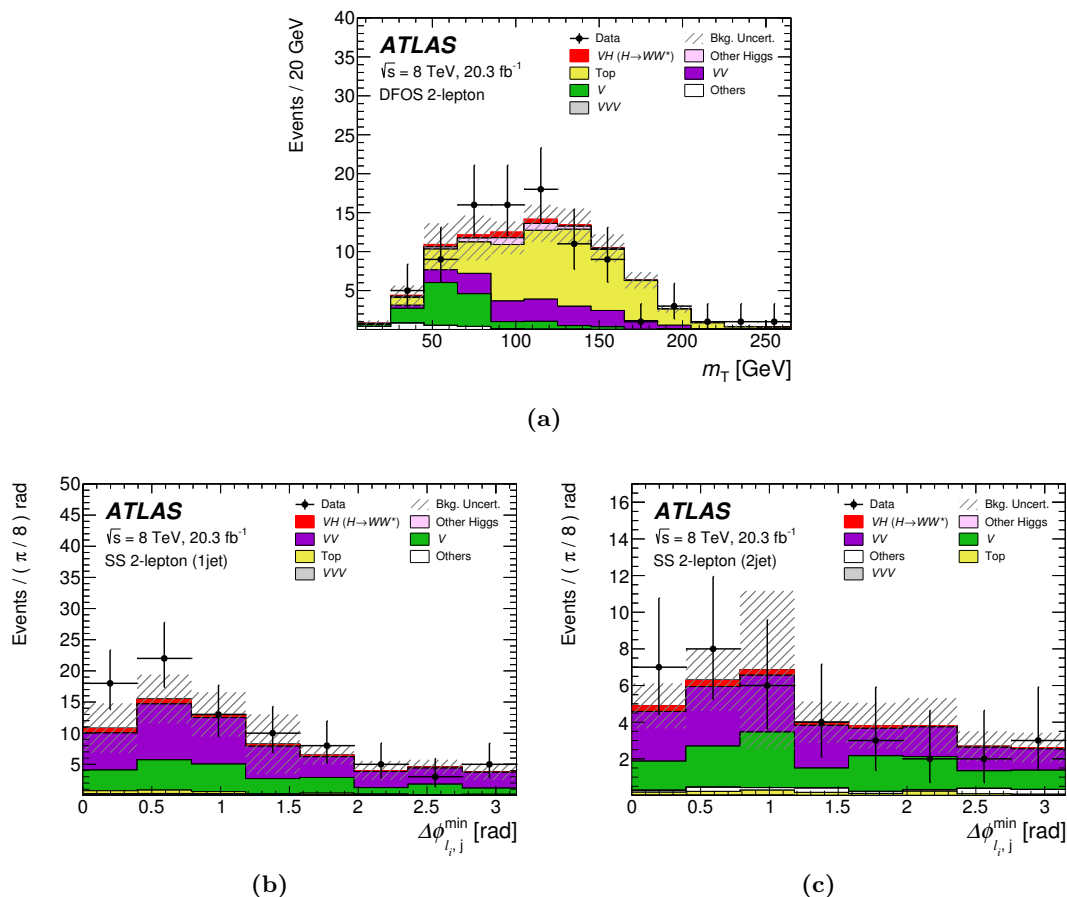 Events / 20 GeV
40
35
30
25
20
15
10
5
ATLAS
√s = 8 TeV, 20.3 fb⁻¹
DFOS 2-lepton
Data
VH (H→WW*)
Top
V
VVV
Bkg. Uncert.
Other Higgs
VV
Others
50 100 150 200 250
m_T [GeV]
(a)
Events / ( π / 8 ) rad
50
45
40
35
30
25
20
15
10
5
ATLAS
√s = 8 TeV, 20.3 fb⁻¹
SS 2-lepton (1jet)
Data
VH (H→WW*)
VV
Top
VVV
Bkg. Uncert.
Other Higgs
V
Others
0 0.5 1 1.5 2 2.5 3
Δϕ^min_{l_i, j} [rad]
(b)
Events / ( π / 8 ) rad
16
14
12
10
8
6
4
2
ATLAS
√s = 8 TeV, 20.3 fb⁻¹
SS 2-lepton (2jet)
Data
VH (H→WW*)
VV
Others
VVV
Bkg. Uncert.
Other Higgs
V
Top
0 0.5 1 1.5 2 2.5 3
Δϕ^min_{l_i, j} [rad]
(c)